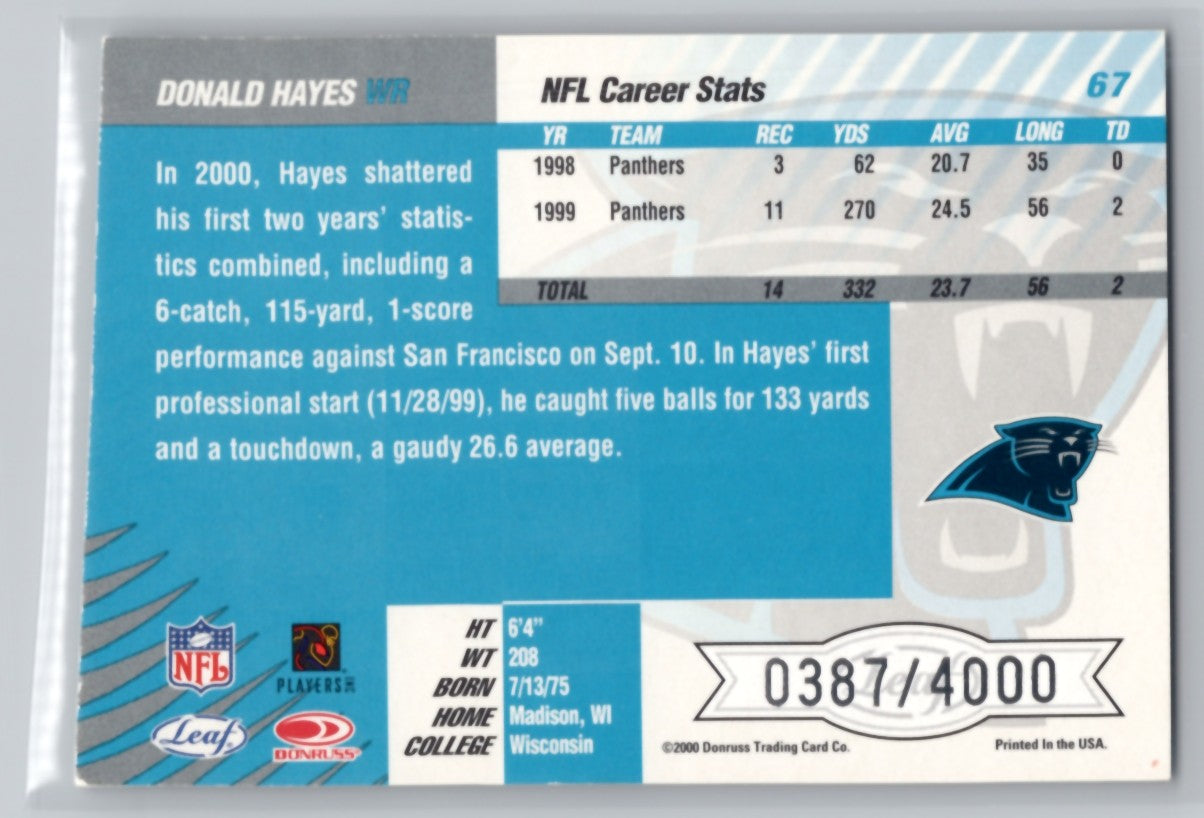 DONALD HAYES WR
NFL Career Stats
67
YR TEAM REC YDS AVG LONG TD
1998 Panthers 3 62 20.7 35 0
1999 Panthers 11 270 24.5 56 2
TOTAL 14 332 23.7 56 2
In 2000, Hayes shattered
his first two years' statis-
tics combined, including a
6-catch, 115-yard, 1-score
performance against San Francisco on Sept. 10. In Hayes' first
professional start (11/28/99), he caught five balls for 133 yards
and a touchdown, a gaudy 26.6 average.
NFL
PLAYERS INC
Leaf
DONRUSS
HT 6'4"
WT 208
BORN 7/13/75
HOME Madison, WI
COLLEGE Wisconsin
Leaf
0387/4000
©2000 Donruss Trading Card Co.
Printed In the USA.